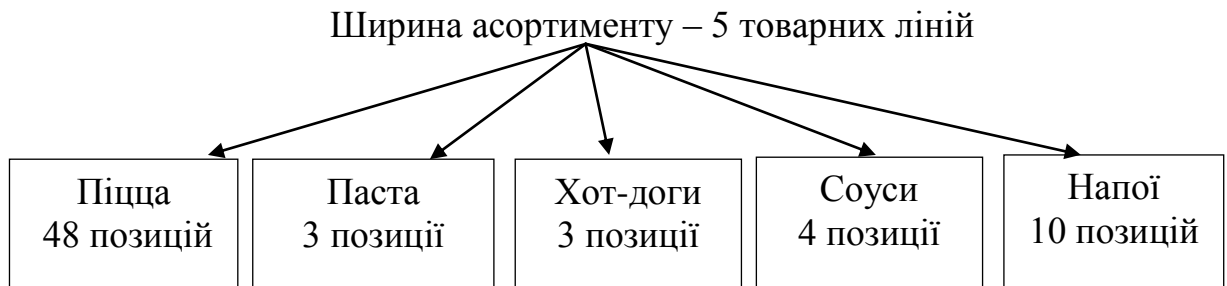 Ширина асортименту – 5 товарних ліній
Піцца
48 позицій
Паста
3 позиції
Хот-доги
3 позиції
Соуси
4 позиції
Напої
10 позицій